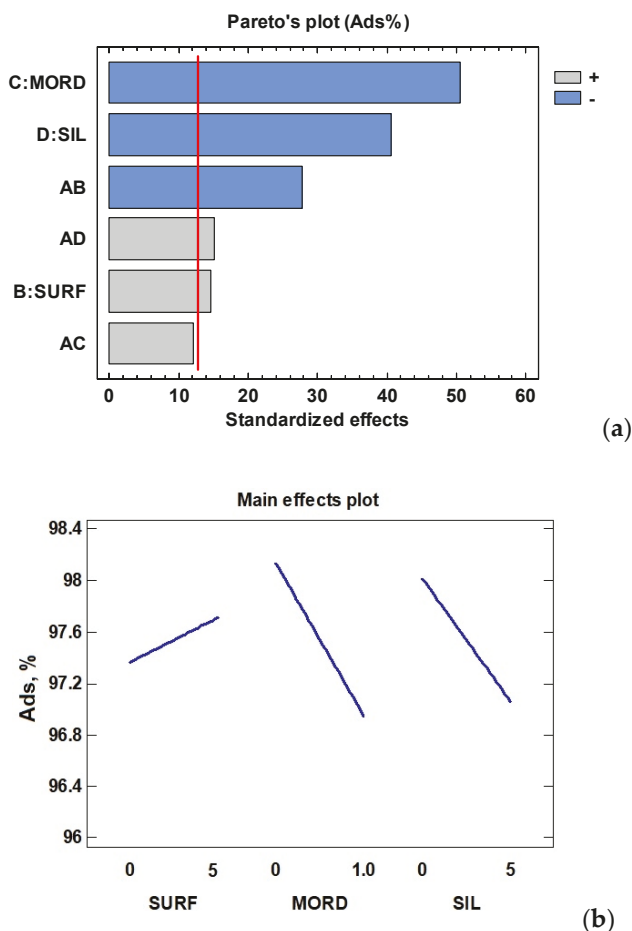 Pareto's plot (Ads%)
C:MORD
D:SIL
AB
AD
B:SURF
AC
+
-
0 10 20 30 40 50 60
Standardized effects
(a)
Main effects plot
98.4
98
97.6
97.2
96.8
96.4
96
Ads, %
0 5 0 1.0 0 5
SURF MORD SIL
(b)